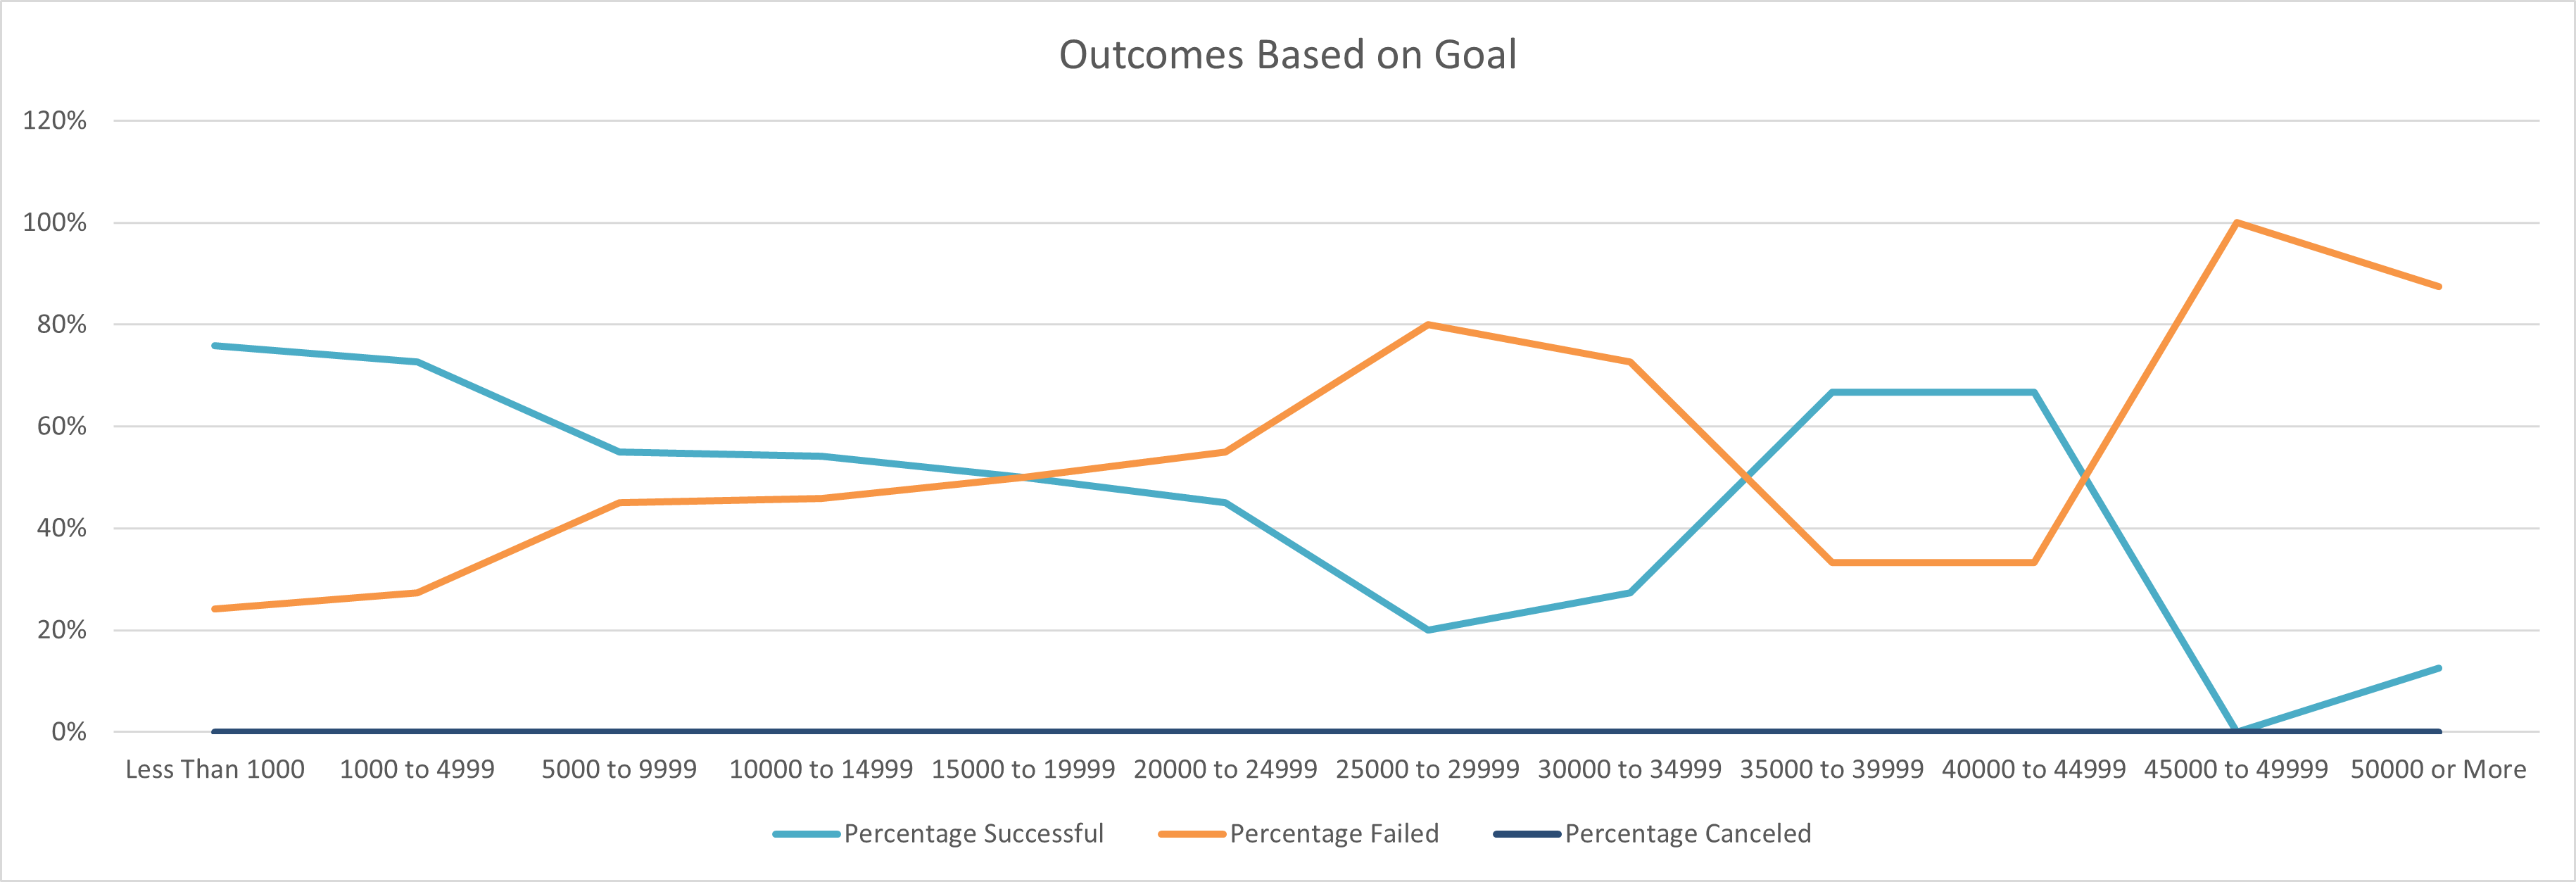 Outcomes Based on Goal
120%
100%
80%
60%
40%
20%
0%
Less Than 1000 1000 to 4999 5000 to 9999 10000 to 14999 15000 to 19999 20000 to 24999 25000 to 29999 30000 to 34999 35000 to 39999 40000 to 44999 45000 to 49999 50000 or More
Percentage Successful Percentage Failed Percentage Canceled